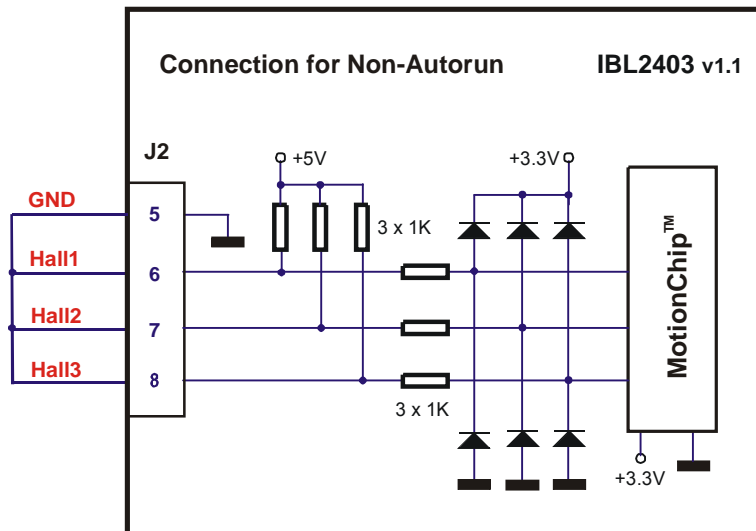 Connection for Non-Autorun
IBL2403 v1.1
J2
+5V
+3.3V
GND
5
3 x 1K
Hall1
6
Hall2
7
Hall3
8
3 x 1K
MotionChip™
+3.3V